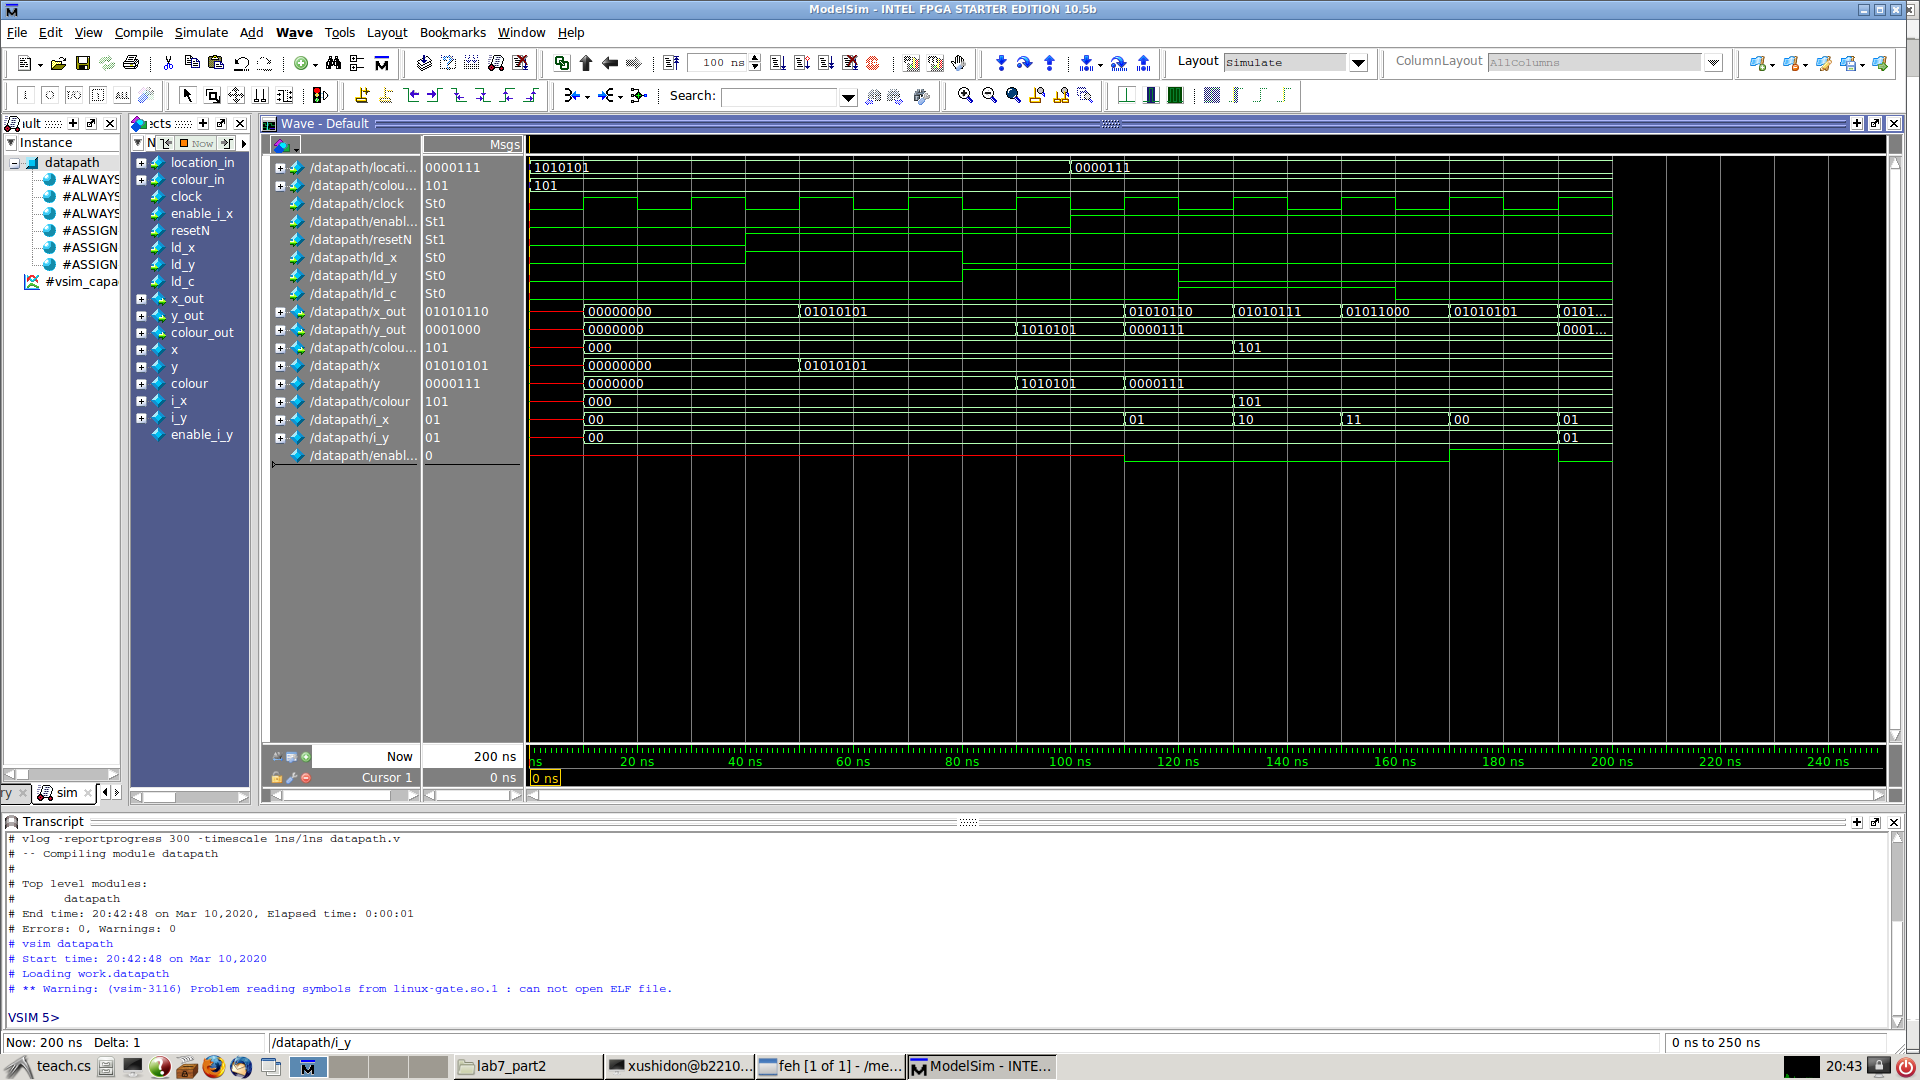 ModelSim - INTEL FPGA STARTER EDITION 10.5b
File Edit View Compile Simulate Add Wave Tools Layout Bookmarks Window Help
100 ns
Layout Simulate
ColumnLayout AllColumns
Search:
ault
Instance
datapath
#ALWAYS
#ALWAYS
#ALWAYS
#ASSIGN
#ASSIGN
#ASSIGN
#vsim_capa
ry
sim
ects
N
Now
location_in
colour_in
clock
enable_i_x
resetN
ld_x
ld_y
ld_c
x_out
y_out
colour_out
x
y
colour
i_x
i_y
enable_i_y
Wave - Default
Msgs
/datapath/locati... 0000111 1010101 0000111
/datapath/colou... 101 101
/datapath/clock St0
/datapath/enabl... St1
/datapath/resetN St1
/datapath/ld_x St0
/datapath/ld_y St0
/datapath/ld_c St0
/datapath/x_out 01010110 00000000 01010101 01010110 01010111 01011000 01010101 0101...
/datapath/y_out 0001000 0000000 1010101 0000111 0001...
/datapath/colou... 101 000 101
/datapath/x 01010101 00000000 01010101
/datapath/y 0000111 0000000 1010101 0000111
/datapath/colour 101 000 101
/datapath/i_x 01 00 01 10 11 00 01
/datapath/i_y 01 00 01
/datapath/enabl... 0
Now 200 ns
ns 20 ns 40 ns 60 ns 80 ns 100 ns 120 ns 140 ns 160 ns 180 ns 200 ns 220 ns 240 ns
Cursor 1 0 ns 0 ns
Transcript
# vlog -reportprogress 300 -timescale 1ns/1ns datapath.v
# -- Compiling module datapath
#
# Top level modules:
# datapath
# End time: 20:42:48 on Mar 10,2020, Elapsed time: 0:00:01
# Errors: 0, Warnings: 0
# vsim datapath
# Start time: 20:42:48 on Mar 10,2020
# Loading work.datapath
# ** Warning: (vsim-3116) Problem reading symbols from linux-gate.so.1 : can not open ELF file.
VSIM 5>
Now: 200 ns Delta: 1 /datapath/i_y 0 ns to 250 ns
teach.cs lab7_part2 xushidon@b2210... feh [1 of 1] - /me... ModelSim - INTE... 20:43